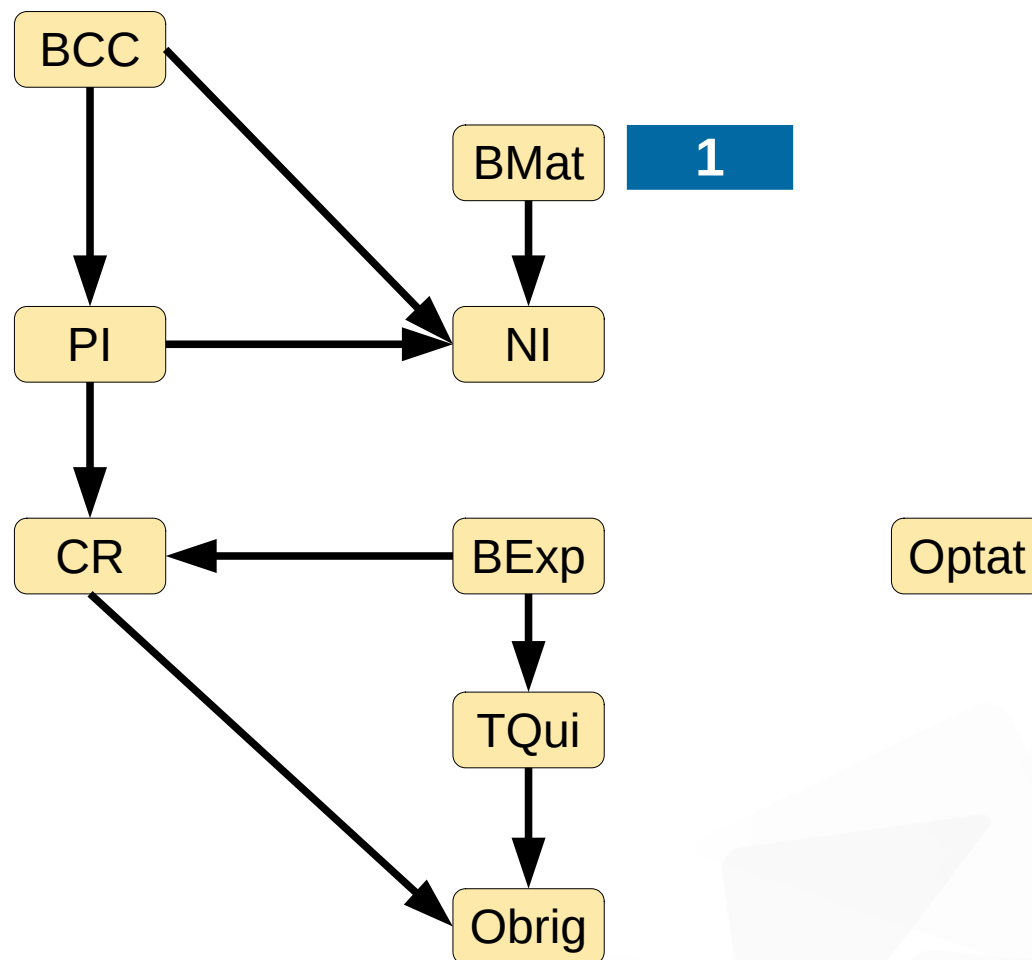 BCC
BMat
1
PI
NI
CR
BExp
Optat
TQui
Obrig